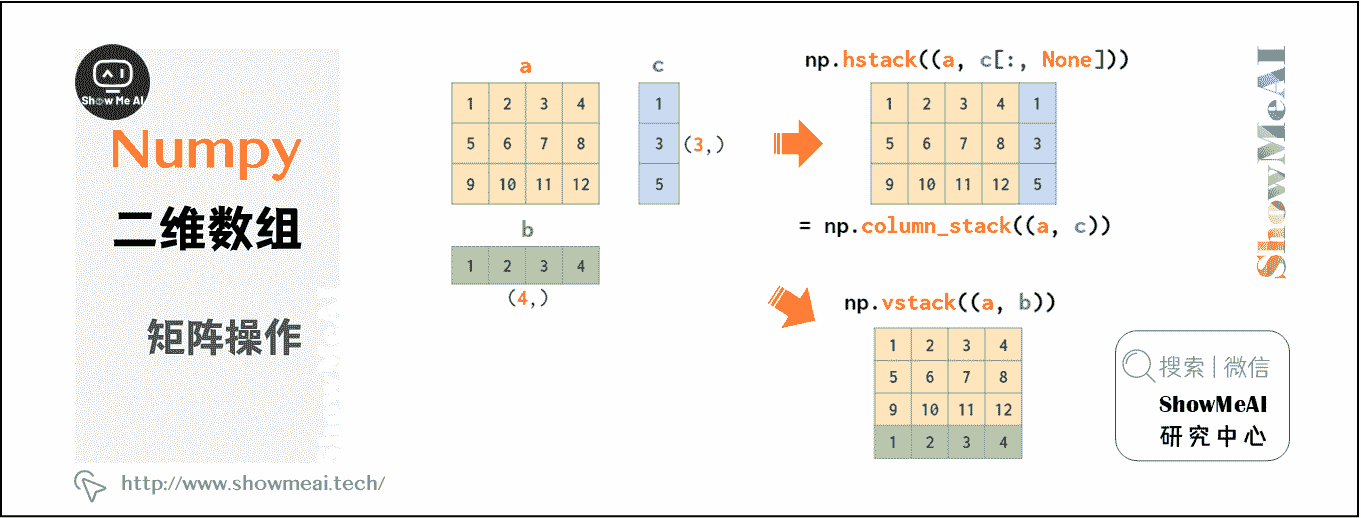 Show Me AI
Numpy
二维数组
矩阵操作
http://www.showmeai.tech/
a
1 2 3 4
5 6 7 8
9 10 11 12
c
1
3
5
(3,)
b
1 2 3 4
(4,)
np.hstack((a, c[:, None]))
1 2 3 4 1
5 6 7 8 3
9 10 11 12 5
= np.column_stack((a, c))
np.vstack((a, b))
1 2 3 4
5 6 7 8
9 10 11 12
1 2 3 4
ShowMeAI
搜索 | 微信
ShowMeAI
研究中心
ShowMeAI